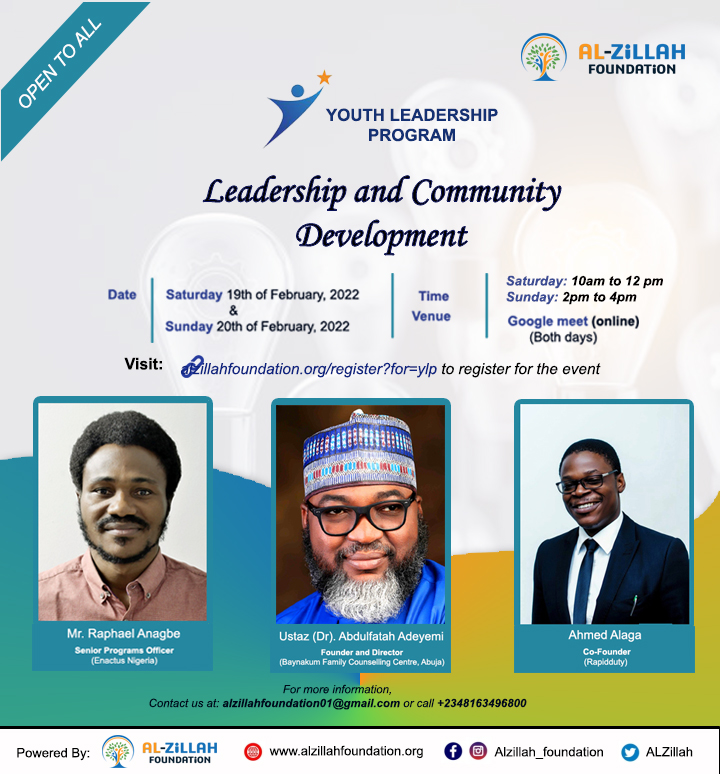 OPEN TO ALL
AL-ZiLLAH
FOUNDATiON
YOUTH LEADERSHIP
PROGRAM
Leadership and Community
Development
Date
Saturday 19th of February, 2022
&
Sunday 20th of February, 2022
Time
Venue
Saturday: 10am to 12 pm
Sunday: 2pm to 4pm
Google meet (online)
(Both days)
Visit: alzillahfoundation.org/register?for=ylp to register for the event
Mr. Raphael Anagbe
Senior Programs Officer
(Enactus Nigeria)
Ustaz (Dr). Abdulfatah Adeyemi
Founder and Director
(Baynakum Family Counselling Centre, Abuja)
Ahmed Alaga
Co-Founder
(Rapidduty)
For more information,
Contact us at: alzillahfoundation01@gmail.com or call +2348163496800
Powered By:
AL-ZiLLAH
FOUNDATiON
www.alzillahfoundation.org
Alzillah_foundation
ALZillah